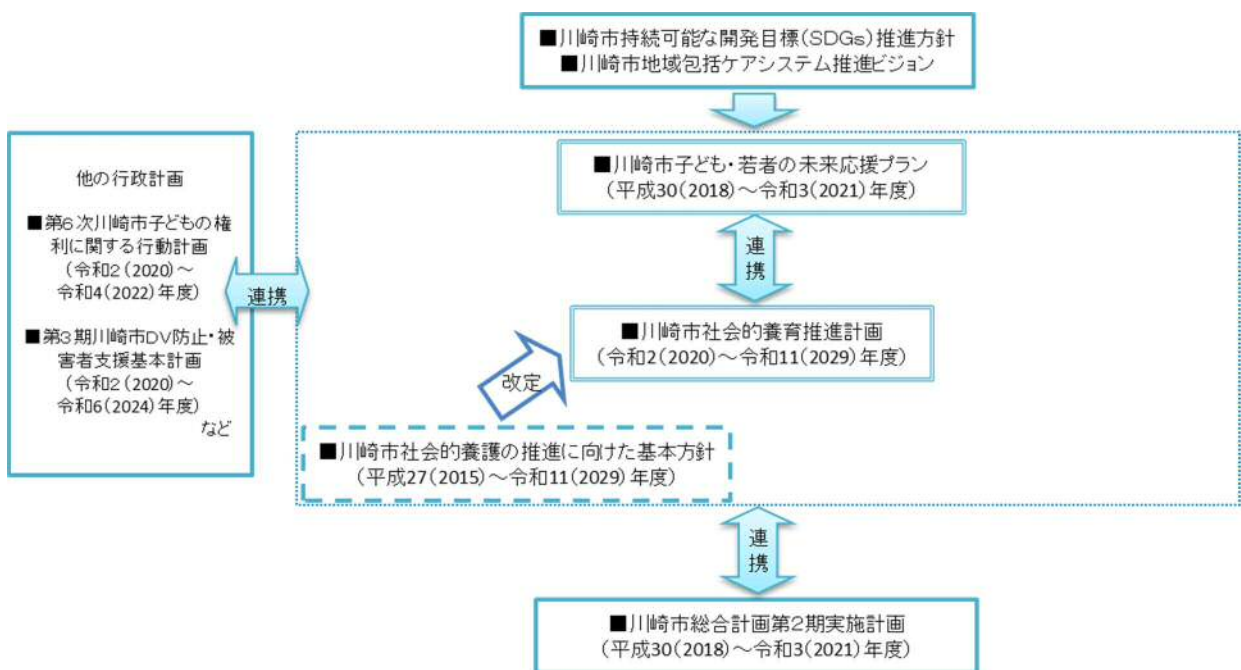 ■川崎市持続可能な開発目標(SDGs)推進方針
■川崎市地域包括ケアシステム推進ビジョン
他の行政計画
■第6次川崎市子どもの権
利に関する行動計画
(令和2(2020)～
令和4(2022)年度)
■第3期川崎市DV防止・被
害者支援基本計画
(令和2(2020)～
令和6(2024)年度)
など
連携
■川崎市子ども・若者の未来応援プラン
(平成30(2018)～令和3(2021)年度)
連
携
■川崎市社会的養育推進計画
(令和2(2020)～令和11(2029)年度)
改定
■川崎市社会的養護の推進に向けた基本方針
(平成27(2015)～令和11(2029)年度)
連
携
■川崎市総合計画第2期実施計画
(平成30(2018)～令和3(2021)年度)